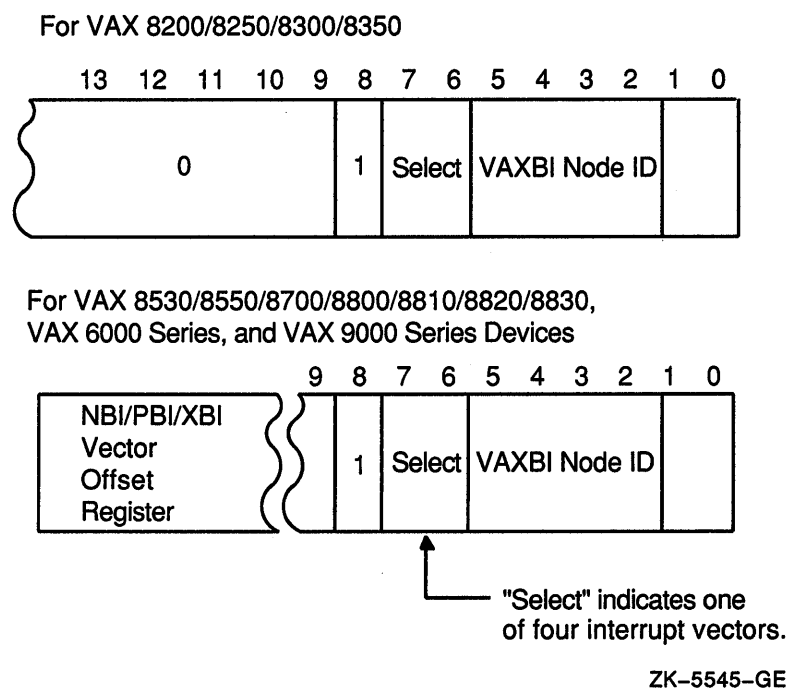 For VAX 8200/8250/8300/8350
13 12 11 10 9 8 7 6 5 4 3 2 1 0
0 1 Select VAXBI Node ID
For VAX 8530/8550/8700/8800/8810/8820/8830,
VAX 6000 Series, and VAX 9000 Series Devices
9 8 7 6 5 4 3 2 1 0
NBI/PBI/XBI
Vector
Offset
Register
1 Select VAXBI Node ID
"Select" indicates one
of four interrupt vectors.
ZK–5545–GE